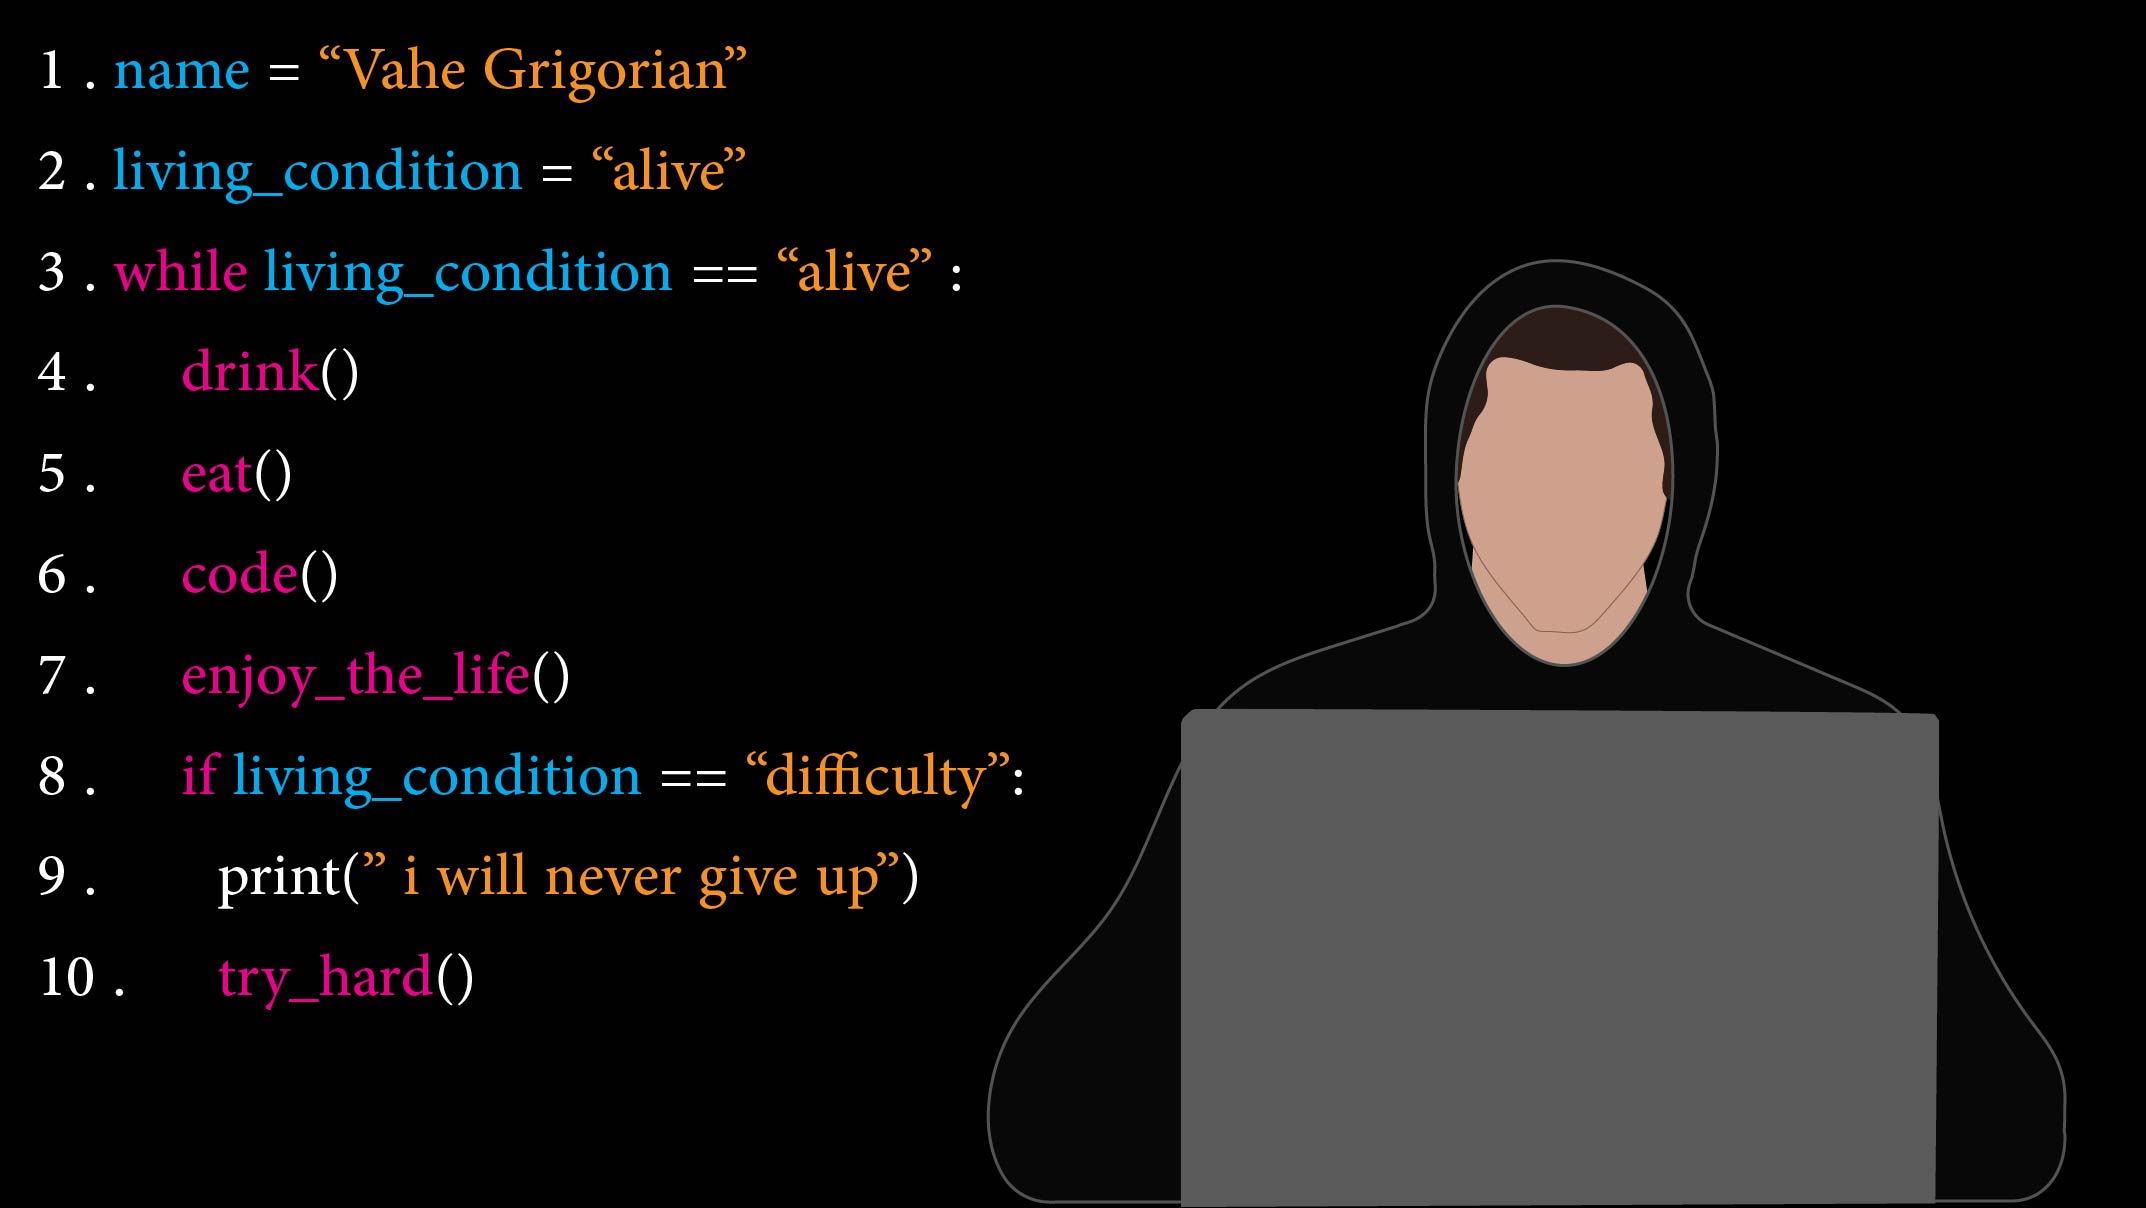 1 . name = “Vahe Grigorian”
2 . living_condition = “alive”
3 . while living_condition == “alive” :
4 .     drink()
5 .     eat()
6 .     code()
7 .     enjoy_the_life()
8 .     if living_condition == “difficulty”:
9 .       print(” i will never give up”)
10 .      try_hard()